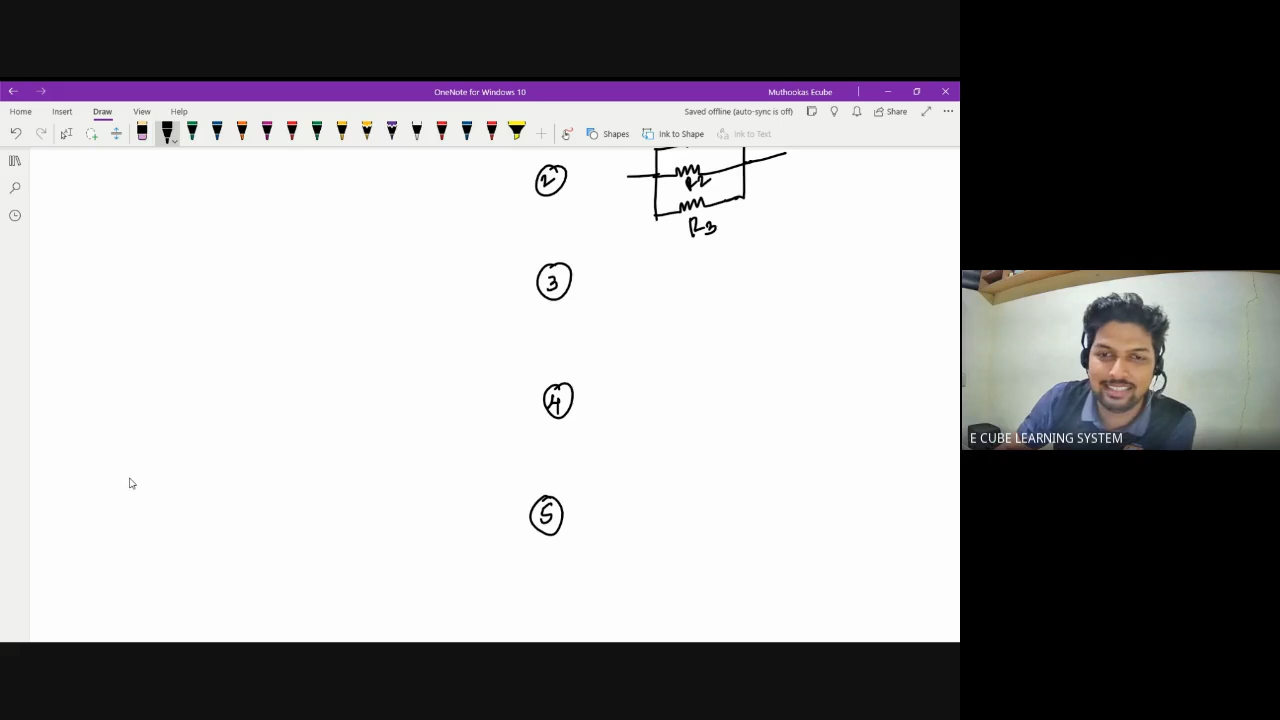 OneNote for Windows 10
Muthookas Ecube
Home Insert Draw View Help
Saved offline (auto-sync is off)
Share
Shapes
Ink to Shape
Ink to Text
2
R2
R3
3
4
5
E CUBE LEARNING SYSTEM